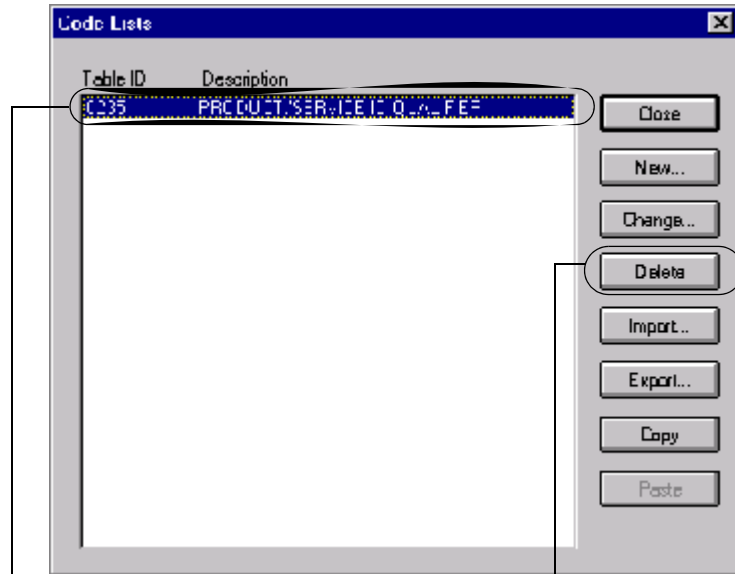 Code Lists
Table ID Description
0235 PRODUCT/SERVICE ID QUALIFIER
Close
New...
Change...
Delete
Import...
Export...
Copy
Paste